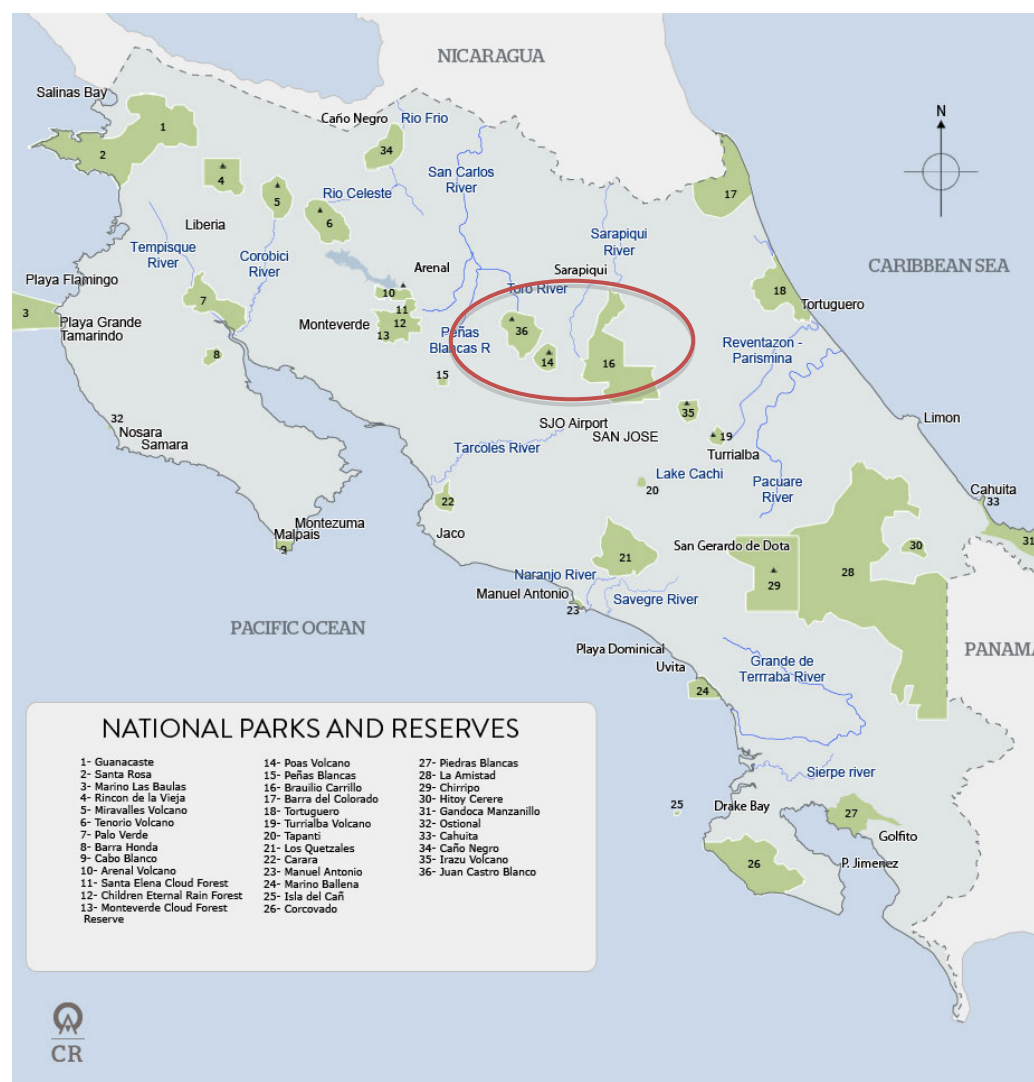 NICARAGUA
Salinas Bay
1
2
Caño Negro
Rio Frio
34
N
4
5
San Carlos
River
Rio Celeste
6
17
Liberia
Tempisque
River
Corobici
River
Sarapiqui
River
Arenal
Sarapiqui
CARIBBEAN SEA
Playa Flamingo
3
Playa Grande
Tamarindo
7
10
11
Monteverde
12
13
Toro River
18
Tortuguero
Peñas
Blancas R
36
14
16
Reventazon -
Parismina
8
15
35
32
Nosara
Samara
SJO Airport
SAN JOSE
19
Turrialba
Limon
Tarcoles River
Lake Cachi
20
Pacuare
River
22
Cahuita
33
Montezuma
Malpais
9
Jaco
21
San Gerardo de Dota
29
28
30
31
Naranjo River
Manuel Antonio
23
Savegre River
PACIFIC OCEAN
Playa Dominical
Uvita
24
Grande de
Terrraba River
PANAMA
NATIONAL PARKS AND RESERVES
1- Guanacaste
2- Santa Rosa
3- Marino Las Baulas
4- Rincon de la Vieja
5- Miravalles Volcano
6- Tenorio Volcano
7- Palo Verde
8- Barra Honda
9- Cabo Blanco
10- Arenal Volcano
11- Santa Elena Cloud Forest
12- Children Eternal Rain Forest
13- Monteverde Cloud Forest
Reserve
14- Poas Volcano
15- Peñas Blancas
16- Brauilio Carrillo
17- Barra del Colorado
18- Tortuguero
19- Turrialba Volcano
20- Tapanti
21- Los Quetzales
22- Carara
23- Manuel Antonio
24- Marino Ballena
25- Isla del Cañ
26- Corcovado
27- Piedras Blancas
28- La Amistad
29- Chirripo
30- Hitoy Cerere
31- Gandoca Manzanillo
32- Ostional
33- Cahuita
34- Caño Negro
35- Irazu Volcano
36- Juan Castro Blanco
Sierpe river
25
Drake Bay
27
Golfito
26
P. Jimenez
CR